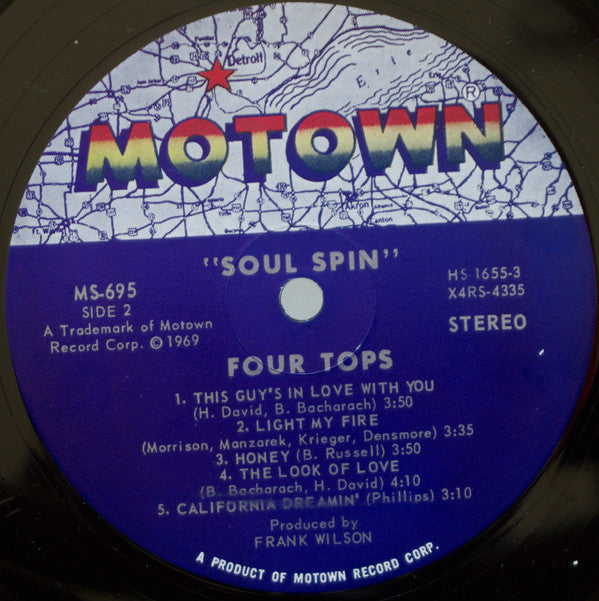 Detroit
Erie
MOTOWN®
Akron
Canton
"SOUL SPIN"
MS-695
SIDE 2
A Trademark of Motown
Record Corp. © 1969
HS 1655-3
X4RS-4335
STEREO
FOUR TOPS
1. THIS GUY'S IN LOVE WITH YOU
(H. David, B. Bacharach) 3:50
2. LIGHT MY FIRE
(Morrison, Manzarek, Krieger, Densmore) 3:35
3. HONEY (B. Russell) 3:50
4. THE LOOK OF LOVE
(B. Bacharach, H. David) 4:10
5. CALIFORNIA DREAMIN' (Phillips) 3:10
Produced by
FRANK WILSON
A PRODUCT OF MOTOWN RECORD CORP.